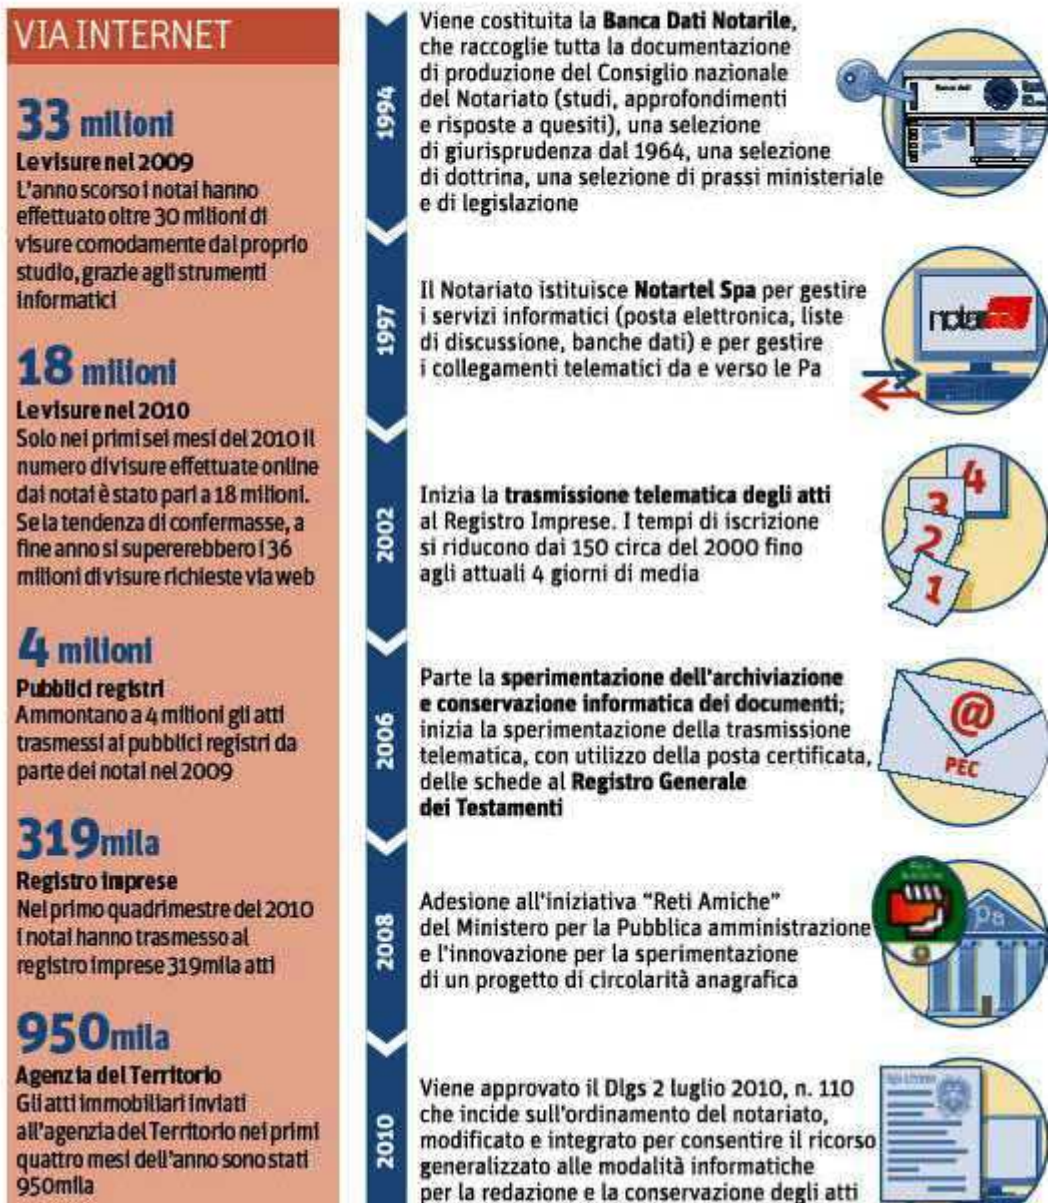 VIA INTERNET
33 milioni
Le visure nel 2009
L'anno scorso i notai hanno
effettuato oltre 30 milioni di
visure comodamente dal proprio
studio, grazie agli strumenti
informatici
18 milioni
Le visure nel 2010
Solo nei primi sei mesi del 2010 il
numero di visure effettuate online
dai notai è stato pari a 18 milioni.
Se la tendenza di confermasse, a
fine anno si supererebbero i 36
milioni di visure richieste via web
4 milioni
Pubblici registri
Ammontano a 4 milioni gli atti
trasmessi ai pubblici registri da
parte dei notai nel 2009
319mila
Registro imprese
Nel primo quadrimestre del 2010
i notai hanno trasmesso al
registro imprese 319mila atti
950mila
Agenzia del Territorio
Gli atti immobiliari inviati
all'agenzia del Territorio nei primi
quattro mesi dell'anno sono stati
950mila
1994
Viene costituita la Banca Dati Notarile,
che raccoglie tutta la documentazione
di produzione del Consiglio nazionale
del Notariato (studi, approfondimenti
e risposte a quesiti), una selezione
di giurisprudenza dal 1964, una selezione
di dottrina, una selezione di prassi ministeriale
e di legislazione
Banca dati
1997
Il Notariato istituisce Notartel Spa per gestire
i servizi informatici (posta elettronica, liste
di discussione, banche dati) e per gestire
i collegamenti telematici da e verso le Pa
2002
Inizia la trasmissione telematica degli atti
al Registro Imprese. I tempi di iscrizione
si riducono dai 150 circa del 2000 fino
agli attuali 4 giorni di media
4
3
2
1
2006
Parte la sperimentazione dell'archiviazione
e conservazione informatica dei documenti;
inizia la sperimentazione della trasmissione
telematica, con utilizzo della posta certificata,
delle schede al Registro Generale
dei Testamenti
@
PEC
2008
Adesione all'iniziativa "Reti Amiche"
del Ministero per la Pubblica amministrazione
e l'innovazione per la sperimentazione
di un progetto di circolarità anagrafica
Pa
2010
Viene approvato il Dlgs 2 luglio 2010, n. 110
che incide sull'ordinamento del notariato,
modificato e integrato per consentire il ricorso
generalizzato alle modalità informatiche
per la redazione e la conservazione degli atti